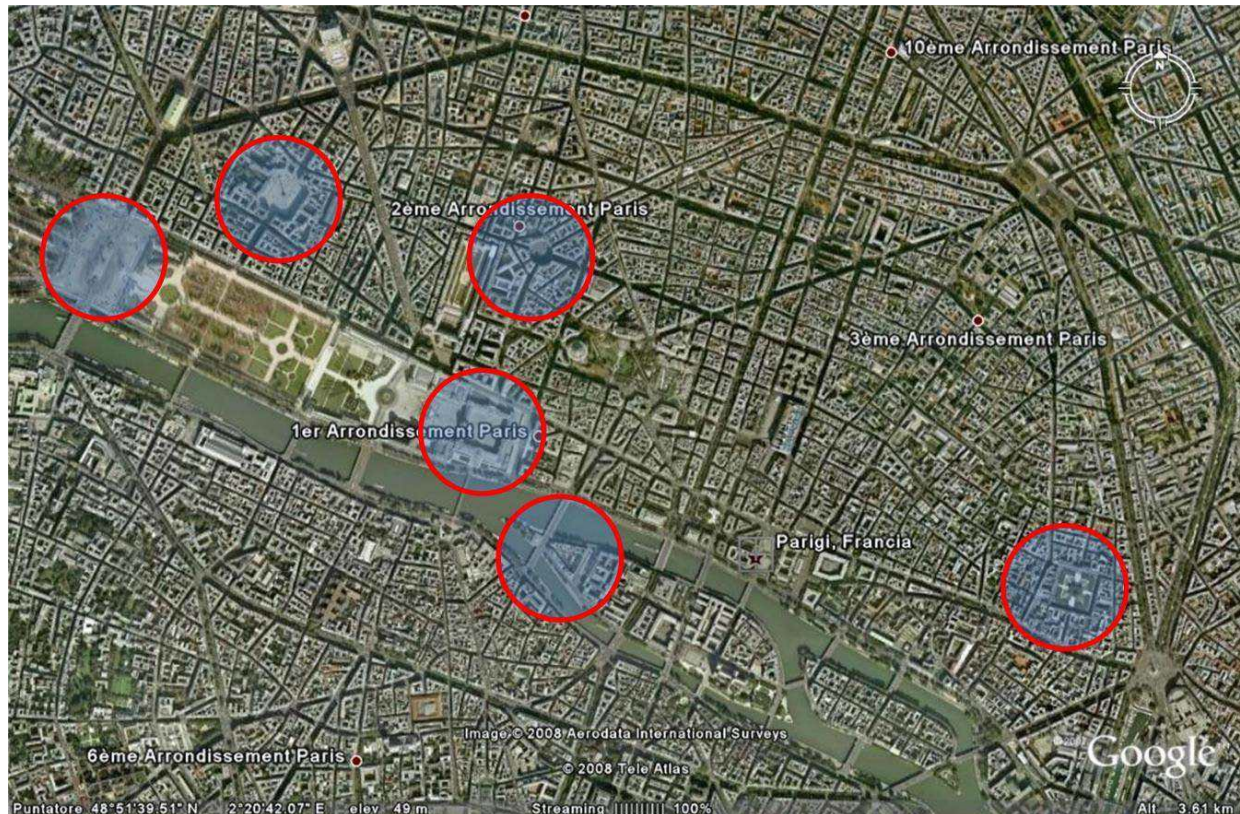 10ème Arrondissement Paris
N
2ème Arrondissement Paris
3ème Arrondissement Paris
1er Arrondissement Paris
Parigi, Francia
Image © 2008 Aerodata International Surveys
6ème Arrondissement Paris
© 2008 Tele Atlas
Google
Puntatore 48°51'39.51" N 2°20'42.07" E elev 49 m Streaming |||||||||| 100% Alt 3.61 km